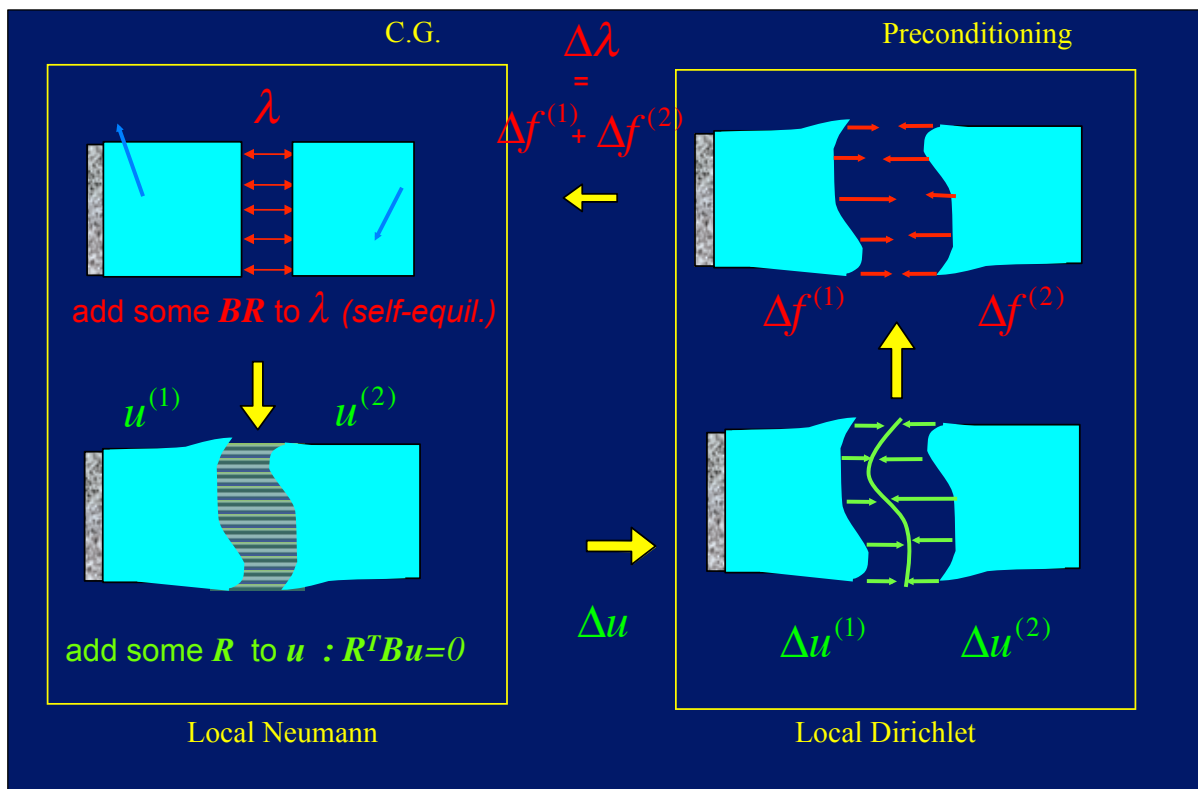 C.G.
Δλ
=
Δf⁽¹⁾ + Δf⁽²⁾
Preconditioning
λ
add some BR to λ (self-equil.)
u⁽¹⁾ u⁽²⁾
add some R to u : RᵀBu=0
Local Neumann
Δu
Δf⁽¹⁾ Δf⁽²⁾
Δu⁽¹⁾ Δu⁽²⁾
Local Dirichlet